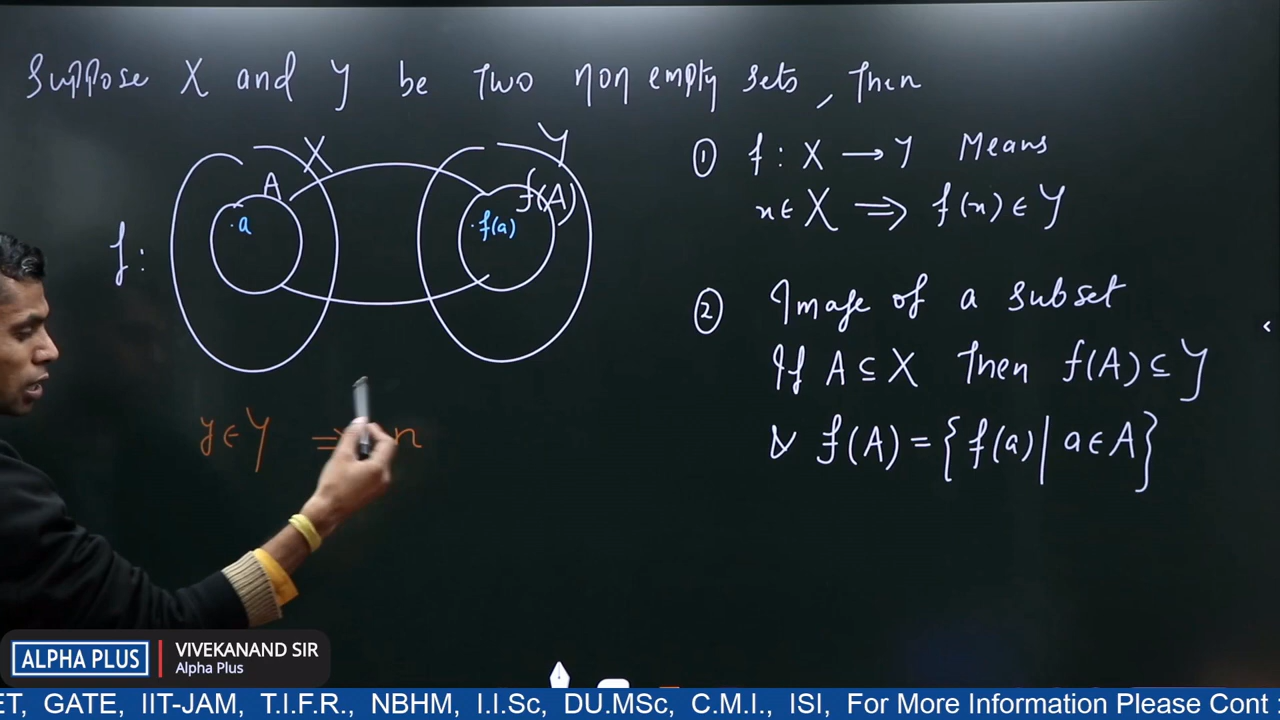 Suppose X and Y be two non empty sets, Then
f:
X
A
.a
Y
f(A)
.f(a)
① f : X → Y Means
x ∈ X ⇒ f(x) ∈ Y
② Image of a subset
If A ⊆ X Then f(A) ⊆ Y
& f(A) = {f(a) | a ∈ A}
y ∈ Y ⇒ x
ALPHA PLUS
VIVEKANAND SIR
Alpha Plus
ET, GATE, IIT-JAM, T.I.F.R., NBHM, I.I.Sc, DU.MSc, C.M.I., ISI, For More Information Please Cont